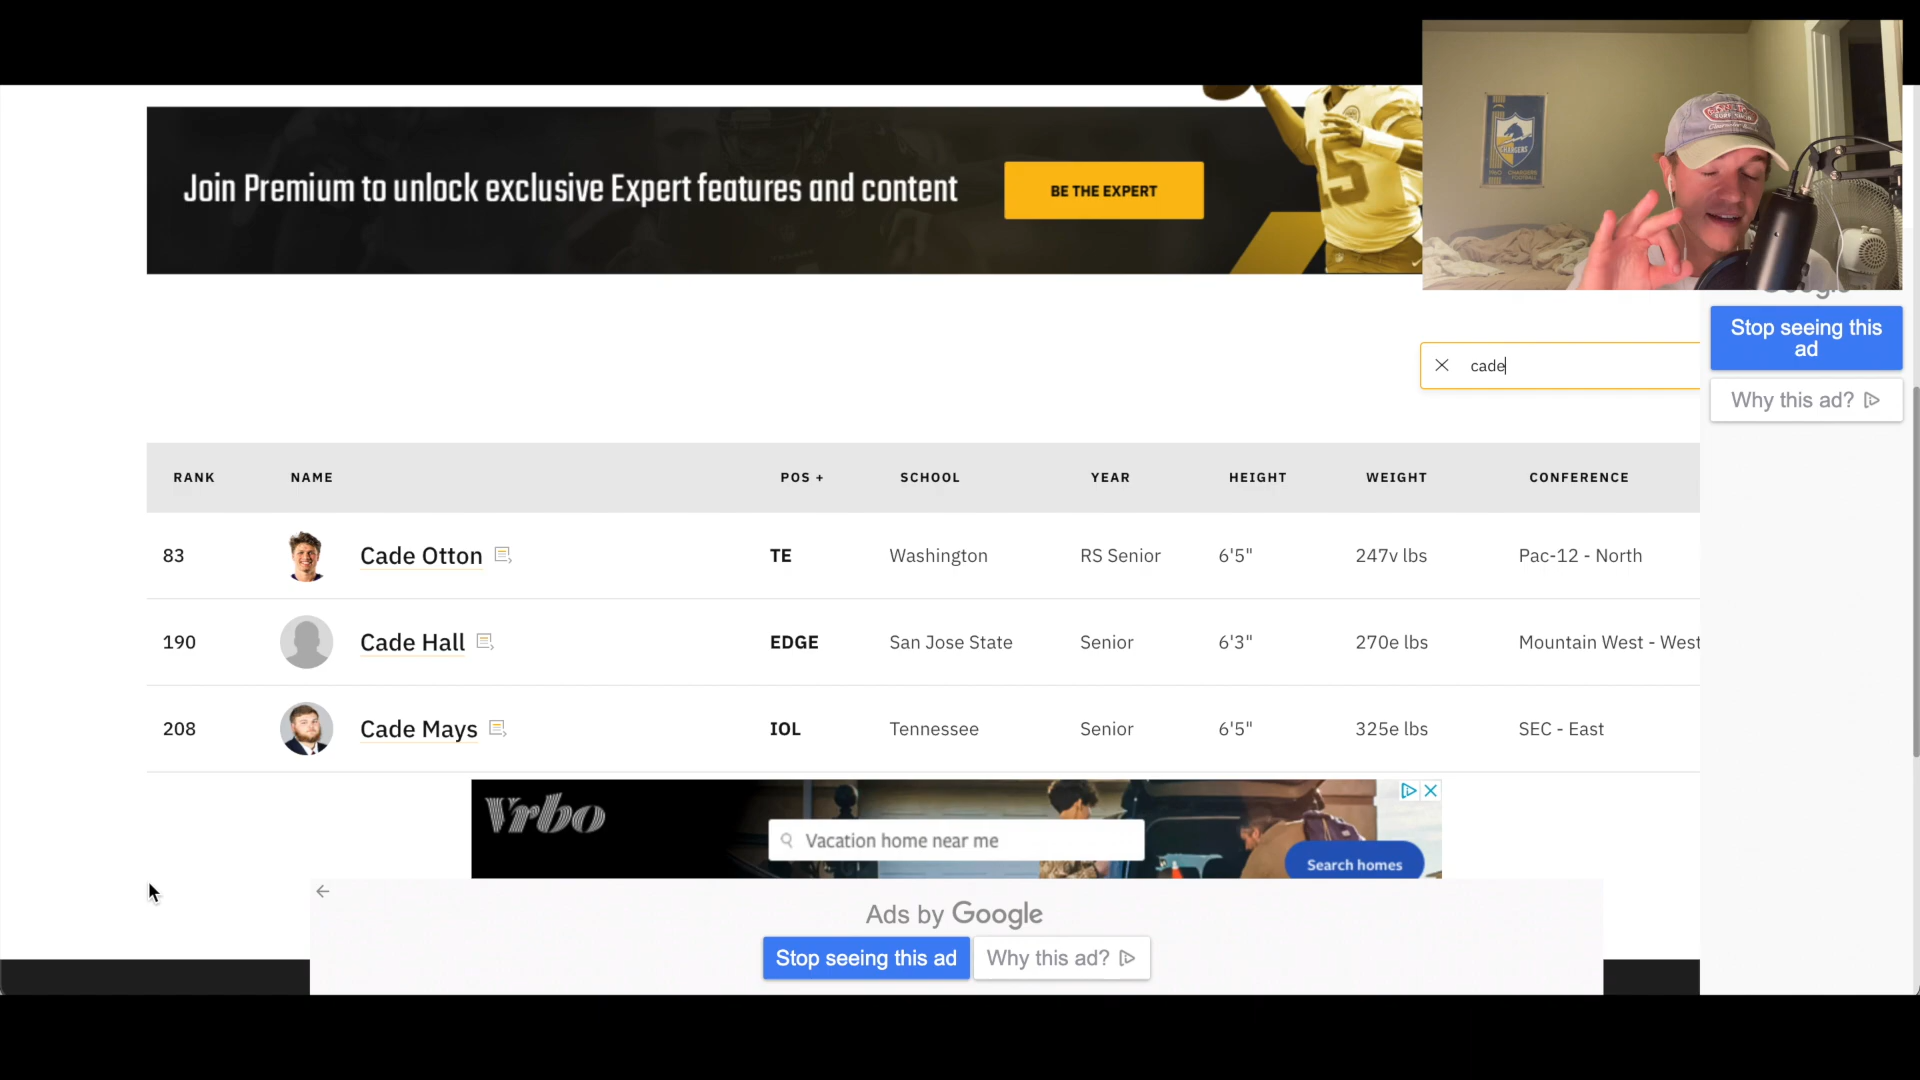 Join Premium to unlock exclusive Expert features and content
BE THE EXPERT
15
CHARGERS
Stop seeing this
ad
Why this ad?
cade
RANK NAME POS + SCHOOL YEAR HEIGHT WEIGHT CONFERENCE
83 Cade Otton TE Washington RS Senior 6'5" 247v lbs Pac-12 - North
190 Cade Hall EDGE San Jose State Senior 6'3" 270e lbs Mountain West - West
208 Cade Mays IOL Tennessee Senior 6'5" 325e lbs SEC - East
Vrbo
Vacation home near me
Search homes
Ads by Google
Stop seeing this ad
Why this ad?